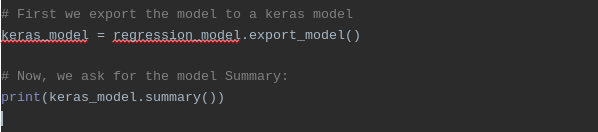 # First we export the model to a keras model
keras_model = regression_model.export_model()
# Now, we ask for the model Summary:
print(keras_model.summary())